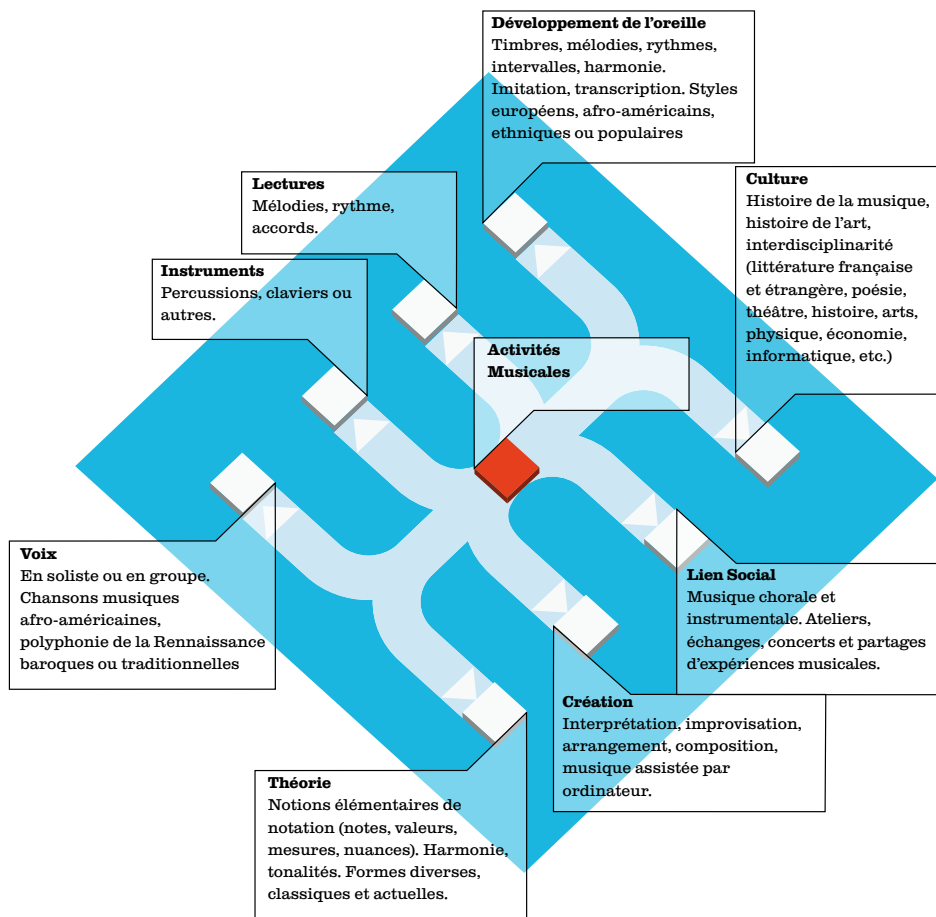 Développement de l'oreille
Timbres, mélodies, rythmes,
intervalles, harmonie.
Imitation, transcription. Styles
européens, afro-américains,
ethniques ou populaires
Lectures
Mélodies, rythme,
accords.
Culture
Histoire de la musique,
histoire de l'art,
interdisciplinarité
(littérature française
et étrangère, poésie,
théâtre, histoire, arts,
physique, économie,
informatique, etc.)
Instruments
Percussions, claviers ou
autres.
Activités
Musicales
Voix
En soliste ou en groupe.
Chansons musiques
afro-américaines,
polyphonie de la Rennaissance
baroques ou traditionnelles
Lien Social
Musique chorale et
instrumentale. Ateliers,
échanges, concerts et partages
d'expériences musicales.
Création
Interprétation, improvisation,
arrangement, composition,
musique assistée par
ordinateur.
Théorie
Notions élémentaires de
notation (notes, valeurs,
mesures, nuances). Harmonie,
tonalités. Formes diverses,
classiques et actuelles.